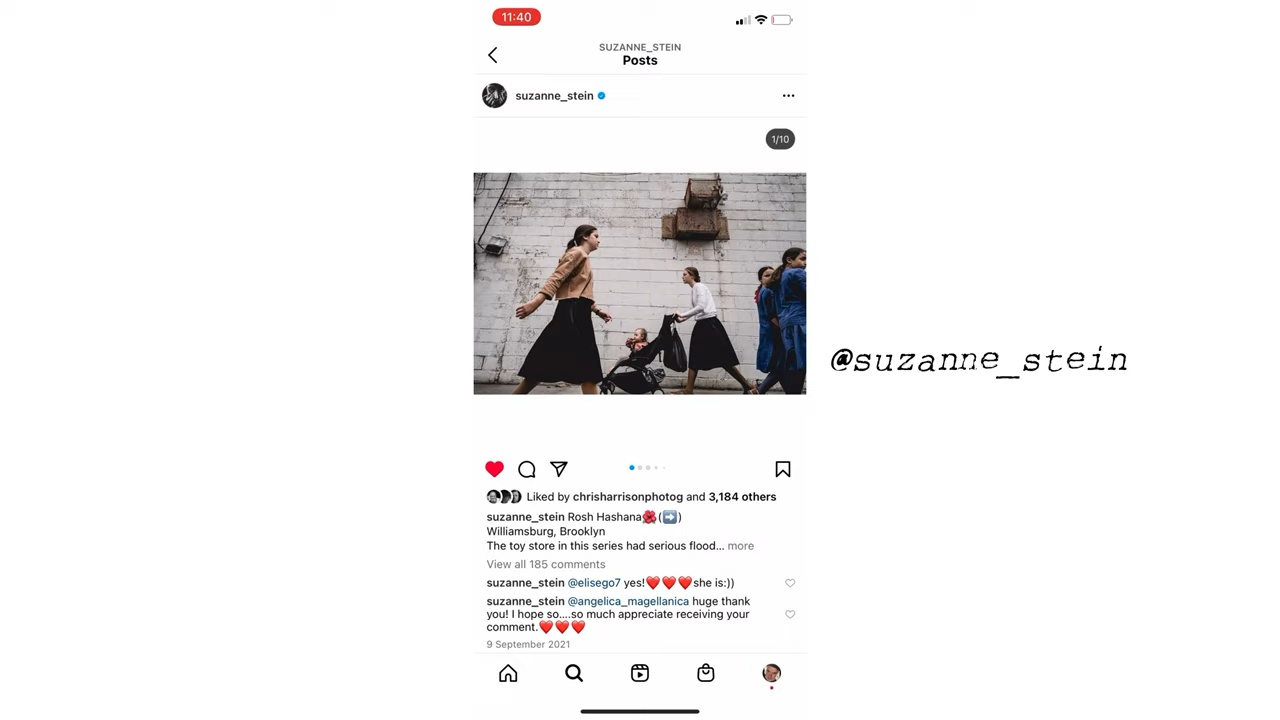 11:40
SUZANNE_STEIN
Posts
suzanne_stein
1/10
@suzanne_stein
Liked by chrisharrisonphotog and 3,184 others
suzanne_stein Rosh Hashana🌺(➡️)
Williamsburg, Brooklyn
The toy store in this series had serious flood... more
View all 185 comments
suzanne_stein @elisego7 yes!❤️❤️❤️she is:))
suzanne_stein @angelica_magellanica huge thank
you! I hope so....so much appreciate receiving your
comment.❤️❤️❤️
9 September 2021